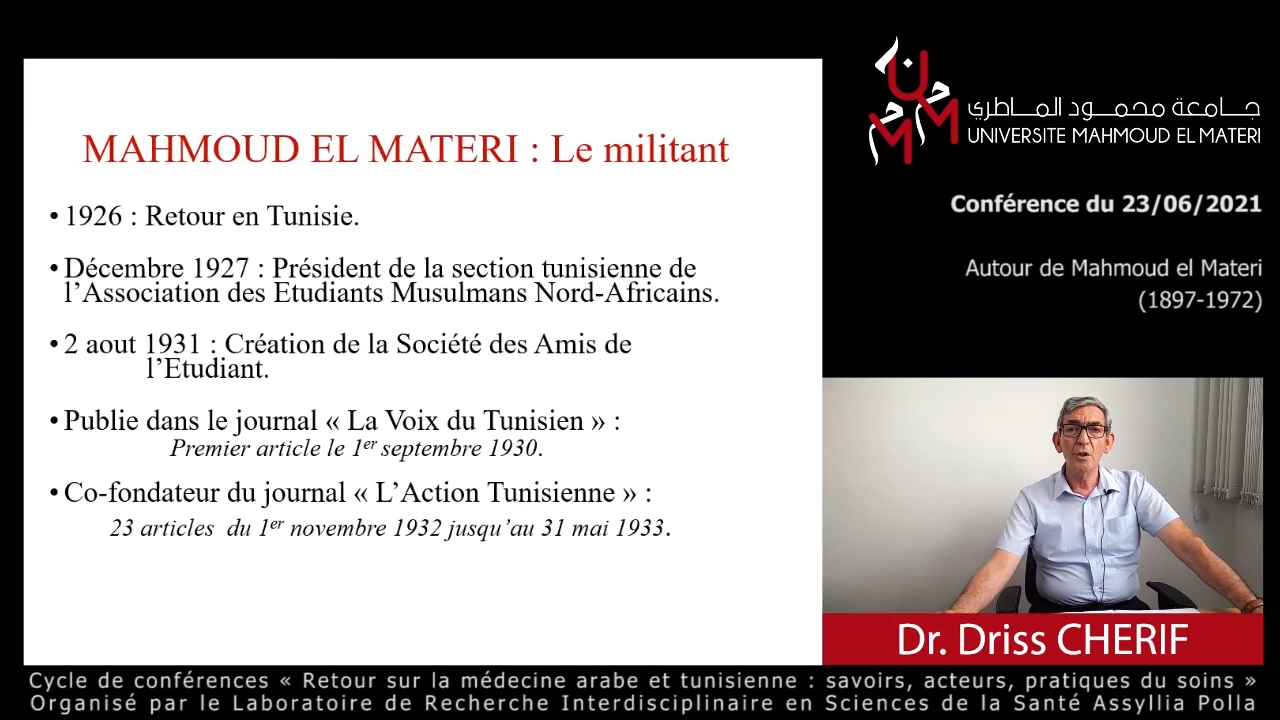 MAHMOUD EL MATERI : Le militant
• 1926 : Retour en Tunisie.
• Décembre 1927 : Président de la section tunisienne de
l’Association des Etudiants Musulmans Nord-Africains.
• 2 aout 1931 : Création de la Société des Amis de
l’Etudiant.
• Publie dans le journal « La Voix du Tunisien » :
Premier article le 1er septembre 1930.
• Co-fondateur du journal « L’Action Tunisienne » :
23 articles du 1er novembre 1932 jusqu’au 31 mai 1933.
جامعة محمود الماطري
UNIVERSITE MAHMOUD EL MATERI
Conférence du 23/06/2021
Autour de Mahmoud el Materi
(1897-1972)
Dr. Driss CHERIF
Cycle de conférences « Retour sur la médecine arabe et tunisienne : savoirs, acteurs, pratiques du soins »
Organisé par le Laboratoire de Recherche Interdisciplinaire en Sciences de la Santé Assyllia Polla